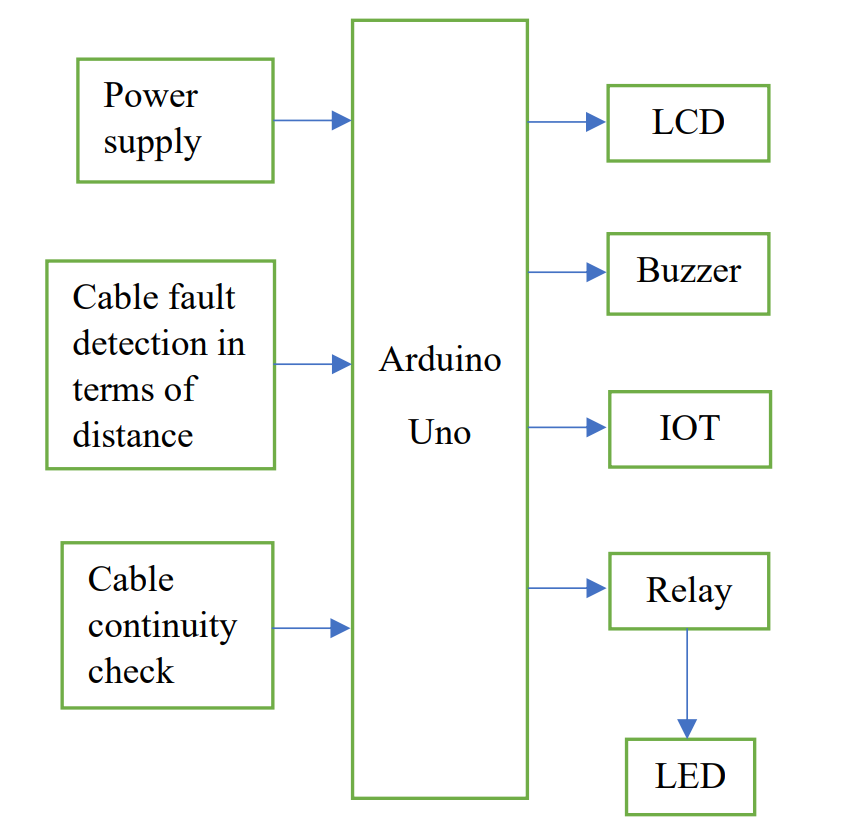 Power
supply
Cable fault
detection in
terms of
distance
Cable
continuity
check
Arduino
Uno
LCD
Buzzer
IOT
Relay
LED